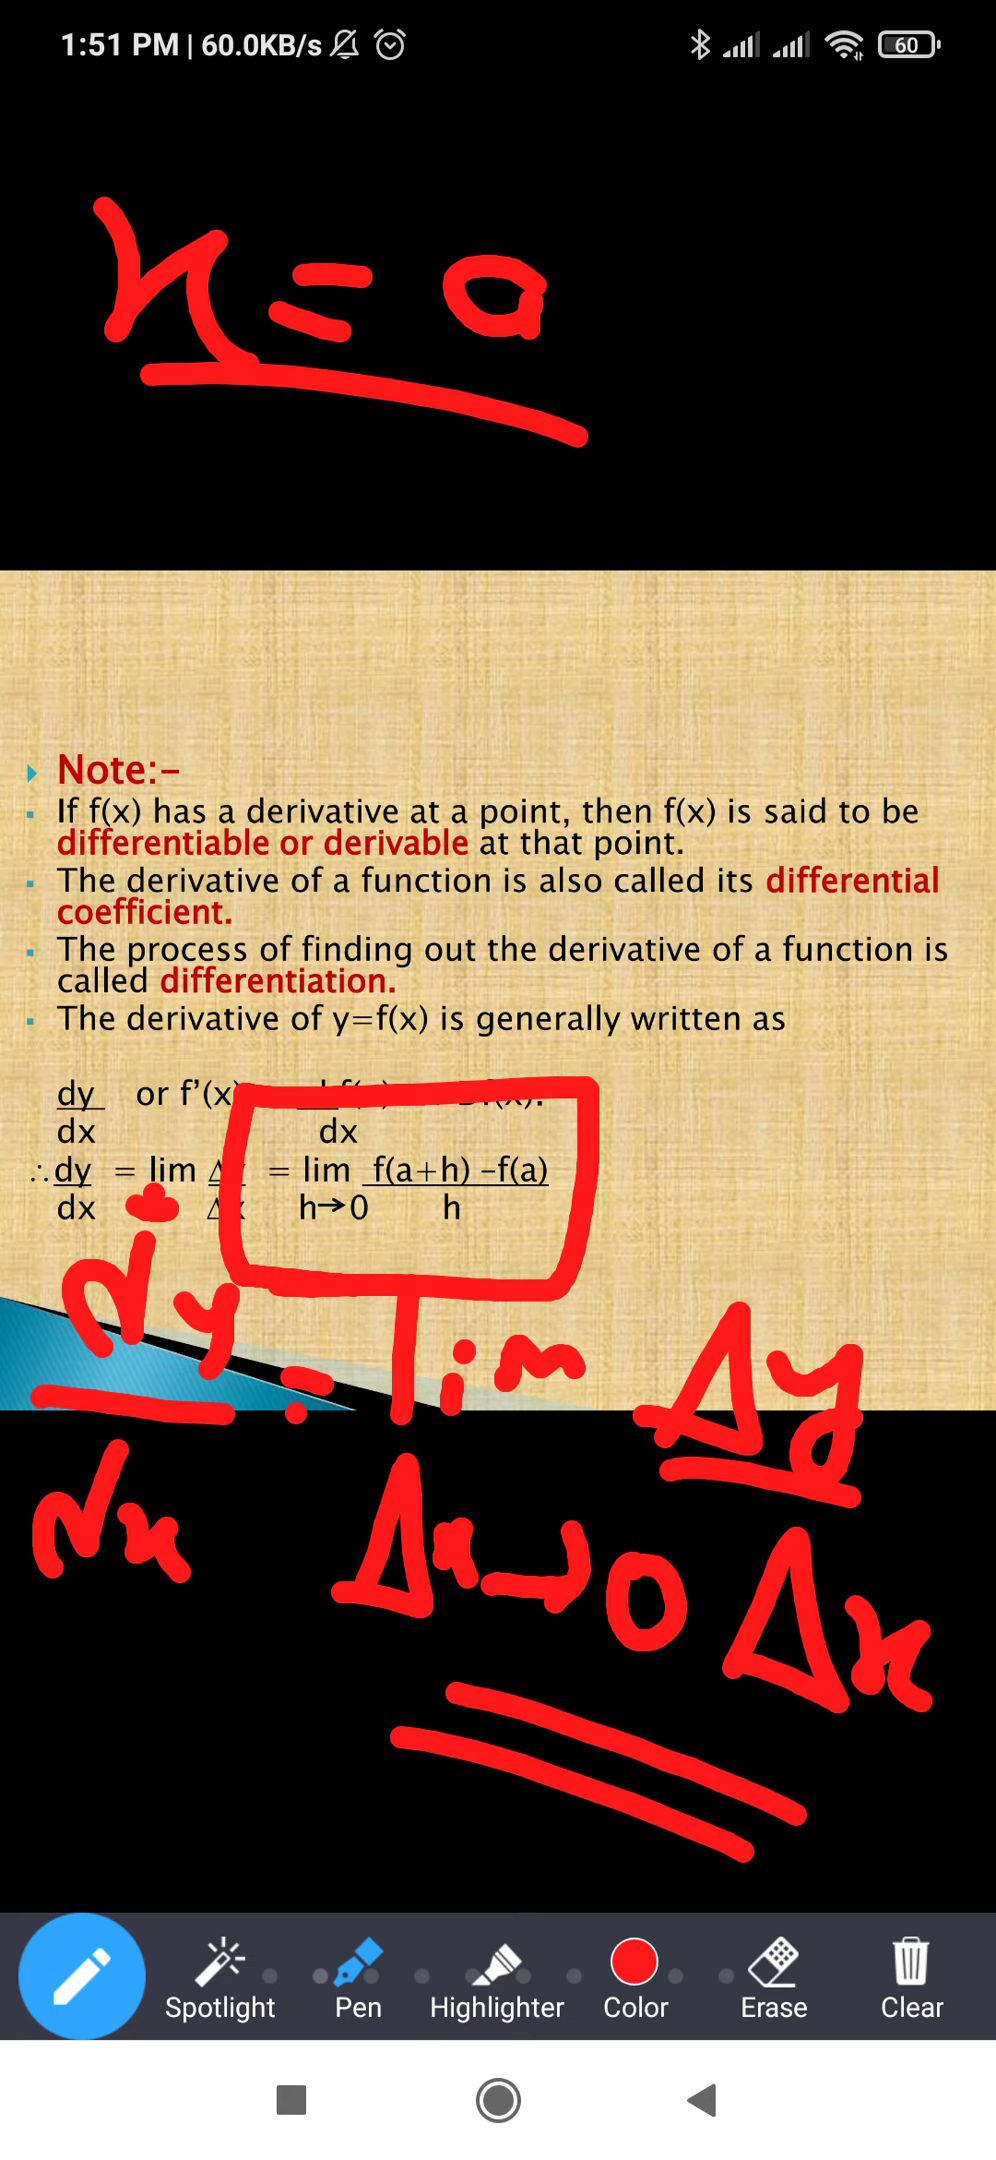 1:51 PM | 60.0KB/s
60
x = a
Note:-
If f(x) has a derivative at a point, then f(x) is said to be
differentiable or derivable at that point.
The derivative of a function is also called its differential
coefficient.
The process of finding out the derivative of a function is
called differentiation.
The derivative of y=f(x) is generally written as
dy or f'(x)
dx dx
∴dy = lim = lim f(a+h) -f(a)
dx h→0 h
dy = lim Δy
dx Δx→0 Δx
Spotlight Pen Highlighter Color Erase Clear